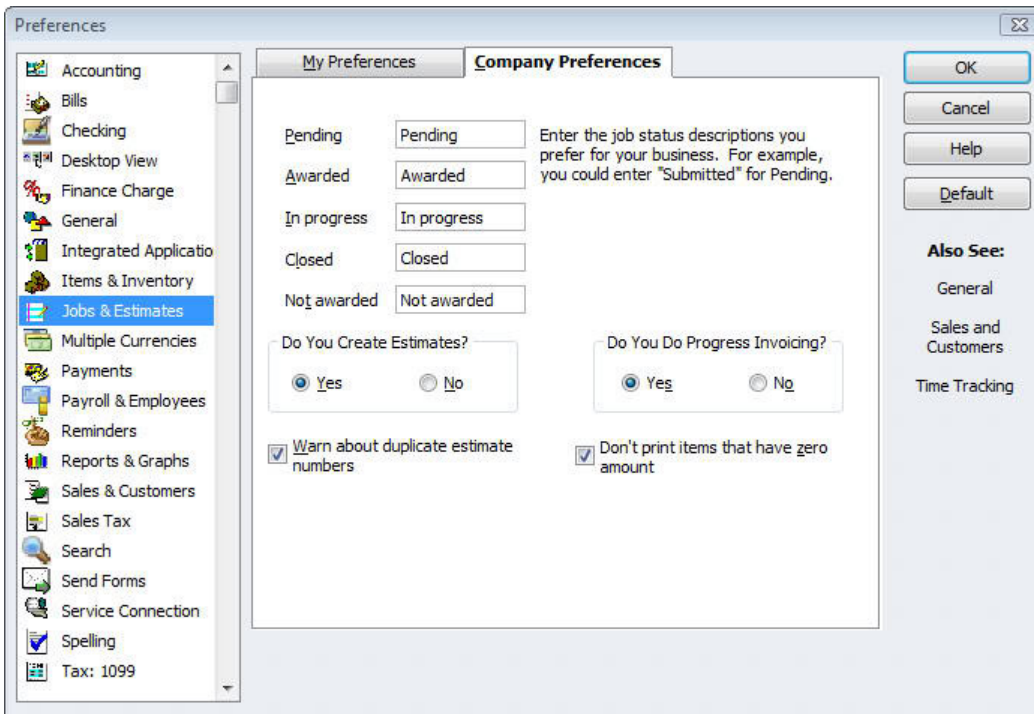 Preferences
Accounting
Bills
Checking
Desktop View
Finance Charge
General
Integrated Applicatio
Items & Inventory
Jobs & Estimates
Multiple Currencies
Payments
Payroll & Employees
Reminders
Reports & Graphs
Sales & Customers
Sales Tax
Search
Send Forms
Service Connection
Spelling
Tax: 1099
My Preferences
Company Preferences
Pending Pending
Awarded Awarded
In progress In progress
Closed Closed
Not awarded Not awarded
Enter the job status descriptions you
prefer for your business. For example,
you could enter "Submitted" for Pending.
Do You Create Estimates?
Yes No
Warn about duplicate estimate
numbers
Do You Do Progress Invoicing?
Yes No
Don't print items that have zero
amount
OK
Cancel
Help
Default
Also See:
General
Sales and
Customers
Time Tracking